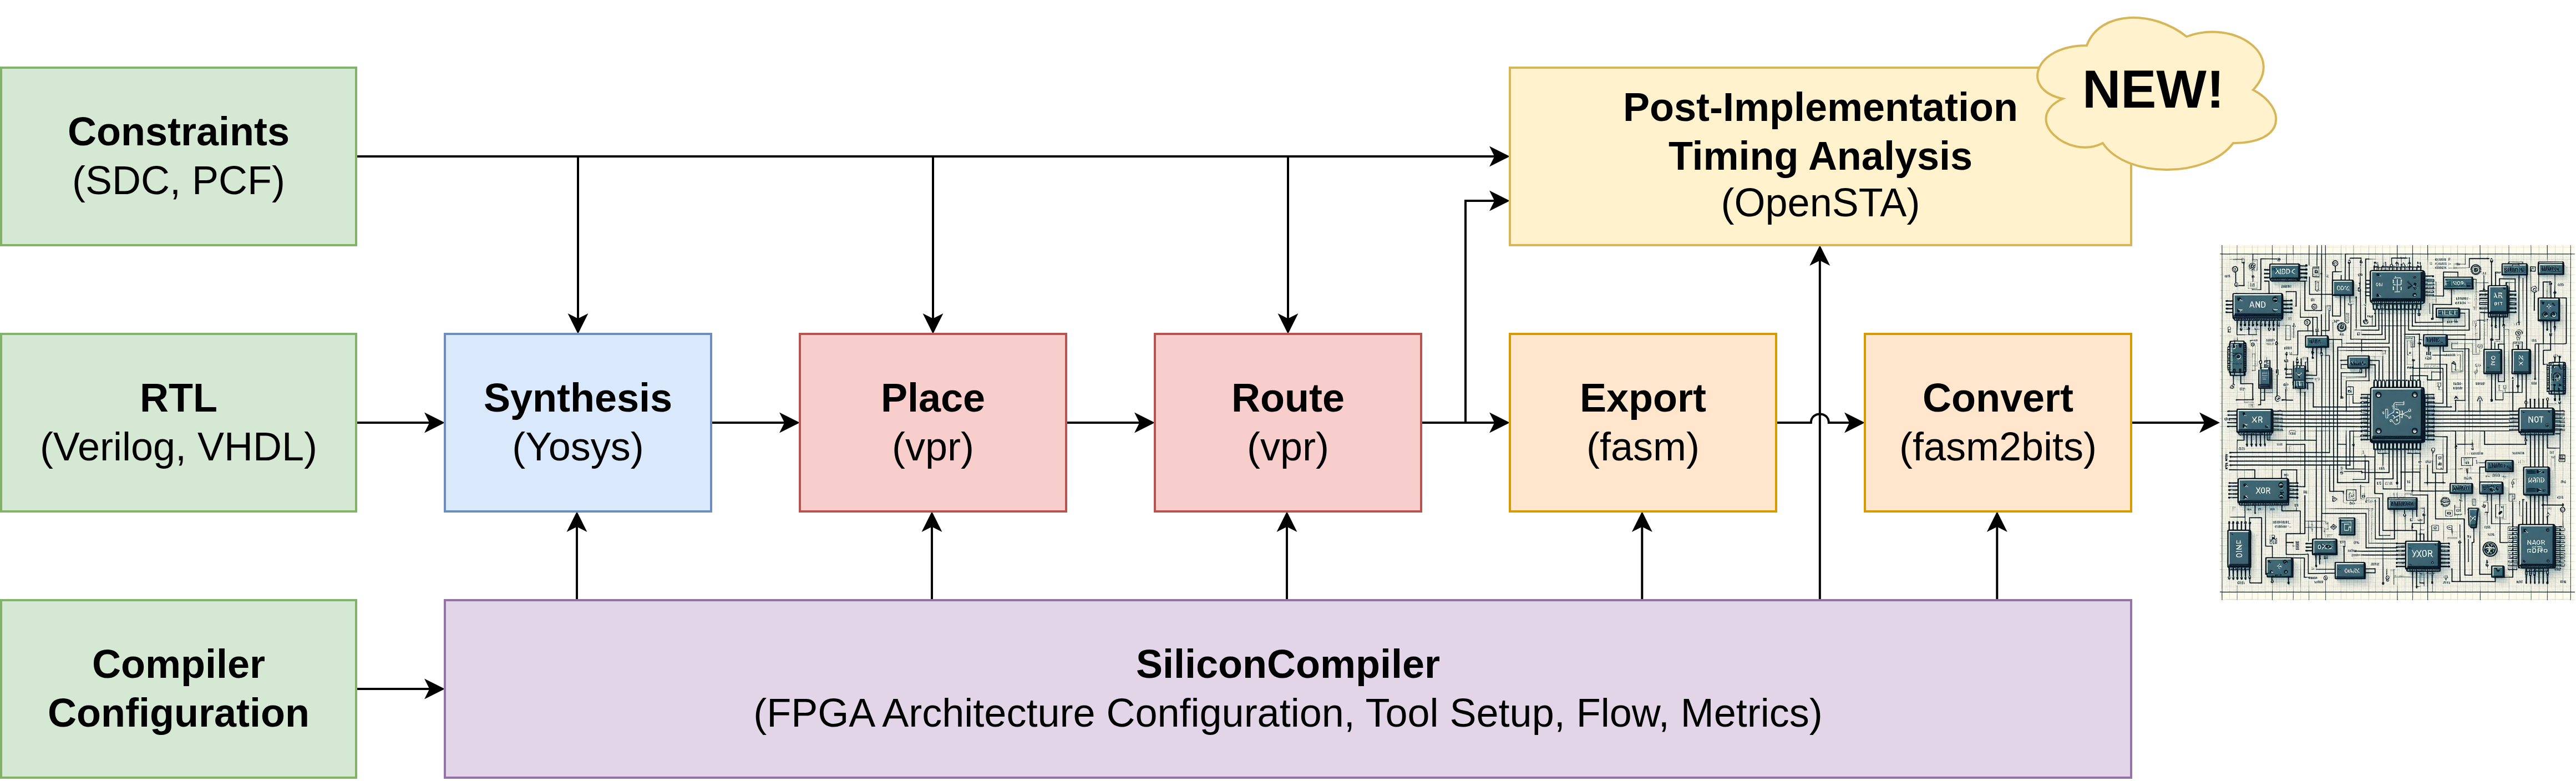 NEW!
Constraints
(SDC, PCF)
Post-Implementation
Timing Analysis
(OpenSTA)
RTL
(Verilog, VHDL)
Synthesis
(Yosys)
Place
(vpr)
Route
(vpr)
Export
(fasm)
Convert
(fasm2bits)
AND
XR
NOT
XOR
YXOR
Compiler
Configuration
SiliconCompiler
(FPGA Architecture Configuration, Tool Setup, Flow, Metrics)